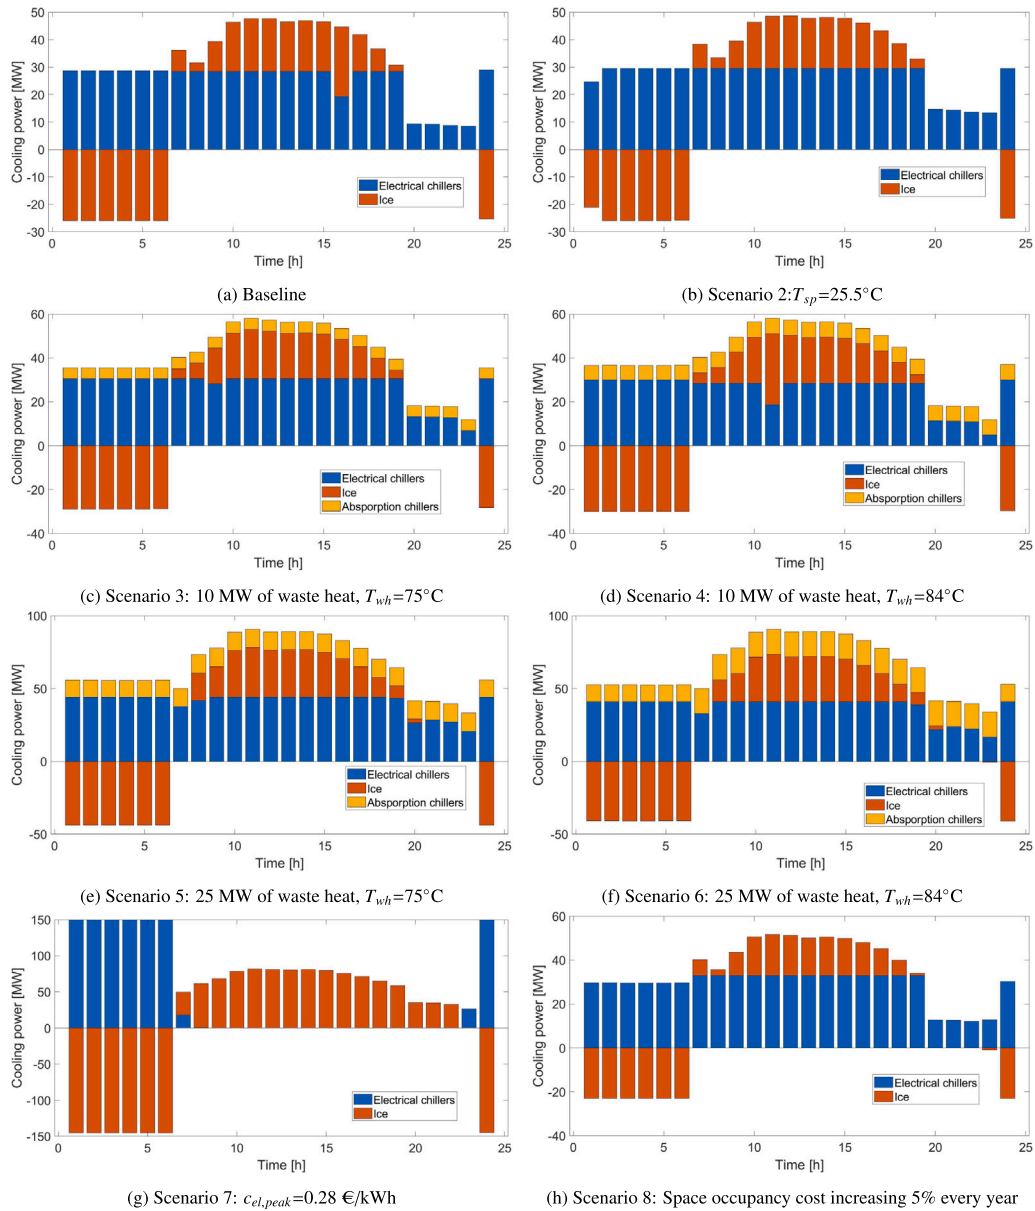 50
40
30
20
10
0
-10
-20
-30
Cooling power [MW]
Electrical chillers
Ice
0 5 10 15 20 25
Time [h]
(a) Baseline
50
40
30
20
10
0
-10
-20
-30
Cooling power [MW]
Electrical chillers
Ice
0 5 10 15 20 25
Time [h]
(b) Scenario 2:Tsp=25.5°C
60
40
20
0
-20
-40
Cooling power [MW]
Electrical chillers
Ice
Absporption chillers
0 5 10 15 20 25
Time [h]
(c) Scenario 3: 10 MW of waste heat, Twh=75°C
60
40
20
0
-20
-40
Cooling power [MW]
Electrical chillers
Ice
Absporption chillers
0 5 10 15 20 25
Time [h]
(d) Scenario 4: 10 MW of waste heat, Twh=84°C
100
50
0
-50
Cooling power [MW]
Electrical chillers
Ice
Absporption chillers
0 5 10 15 20 25
Time [h]
(e) Scenario 5: 25 MW of waste heat, Twh=75°C
100
50
0
-50
Cooling power [MW]
Electrical chillers
Ice
Absporption chillers
0 5 10 15 20 25
Time [h]
(f) Scenario 6: 25 MW of waste heat, Twh=84°C
150
100
50
0
-50
-100
-150
Cooling power [MW]
Electrical chillers
Ice
0 5 10 15 20 25
Time [h]
(g) Scenario 7: cel,peak=0.28 €/kWh
60
40
20
0
-20
-40
Cooling power [MW]
Electrical chillers
Ice
0 5 10 15 20 25
Time [h]
(h) Scenario 8: Space occupancy cost increasing 5% every year